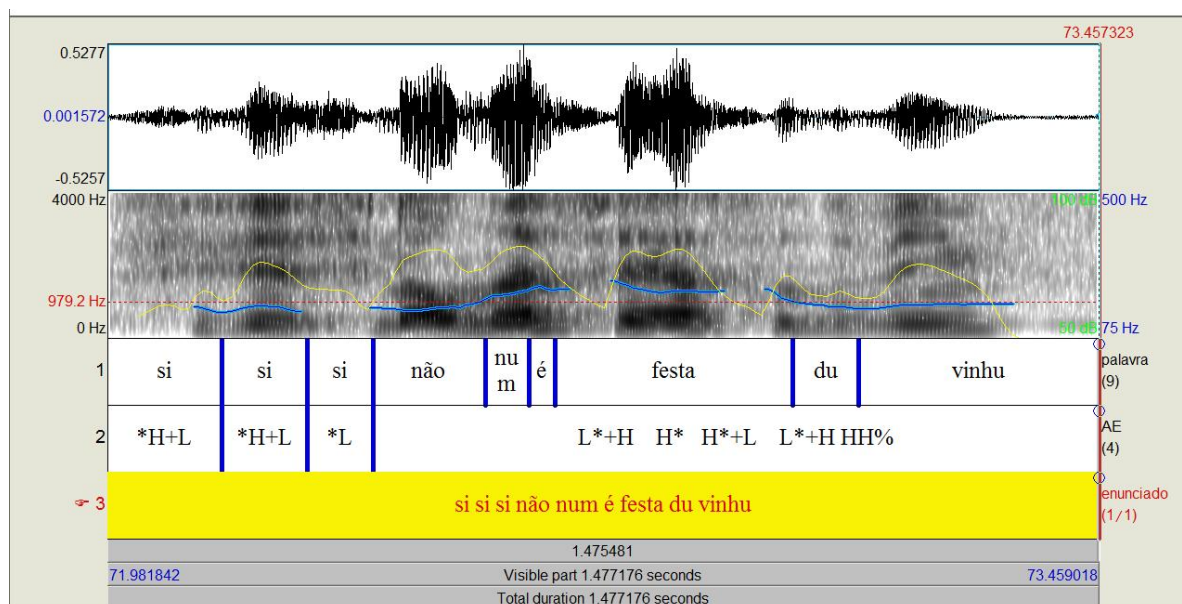 73.457323
0.5277
0.001572
-0.5257
4000 Hz
100 dB 500 Hz
979.2 Hz
0 Hz
50 dB 75 Hz
1 si si si não nu é festa du vinhu palavra
m (9)
2 *H+L *H+L *L L*+H H* H*+L L*+H HH% AE
(4)
3 si si si não num é festa du vinhu enunciado
(1/1)
1.475481
71.981842 Visible part 1.477176 seconds 73.459018
Total duration 1.477176 seconds